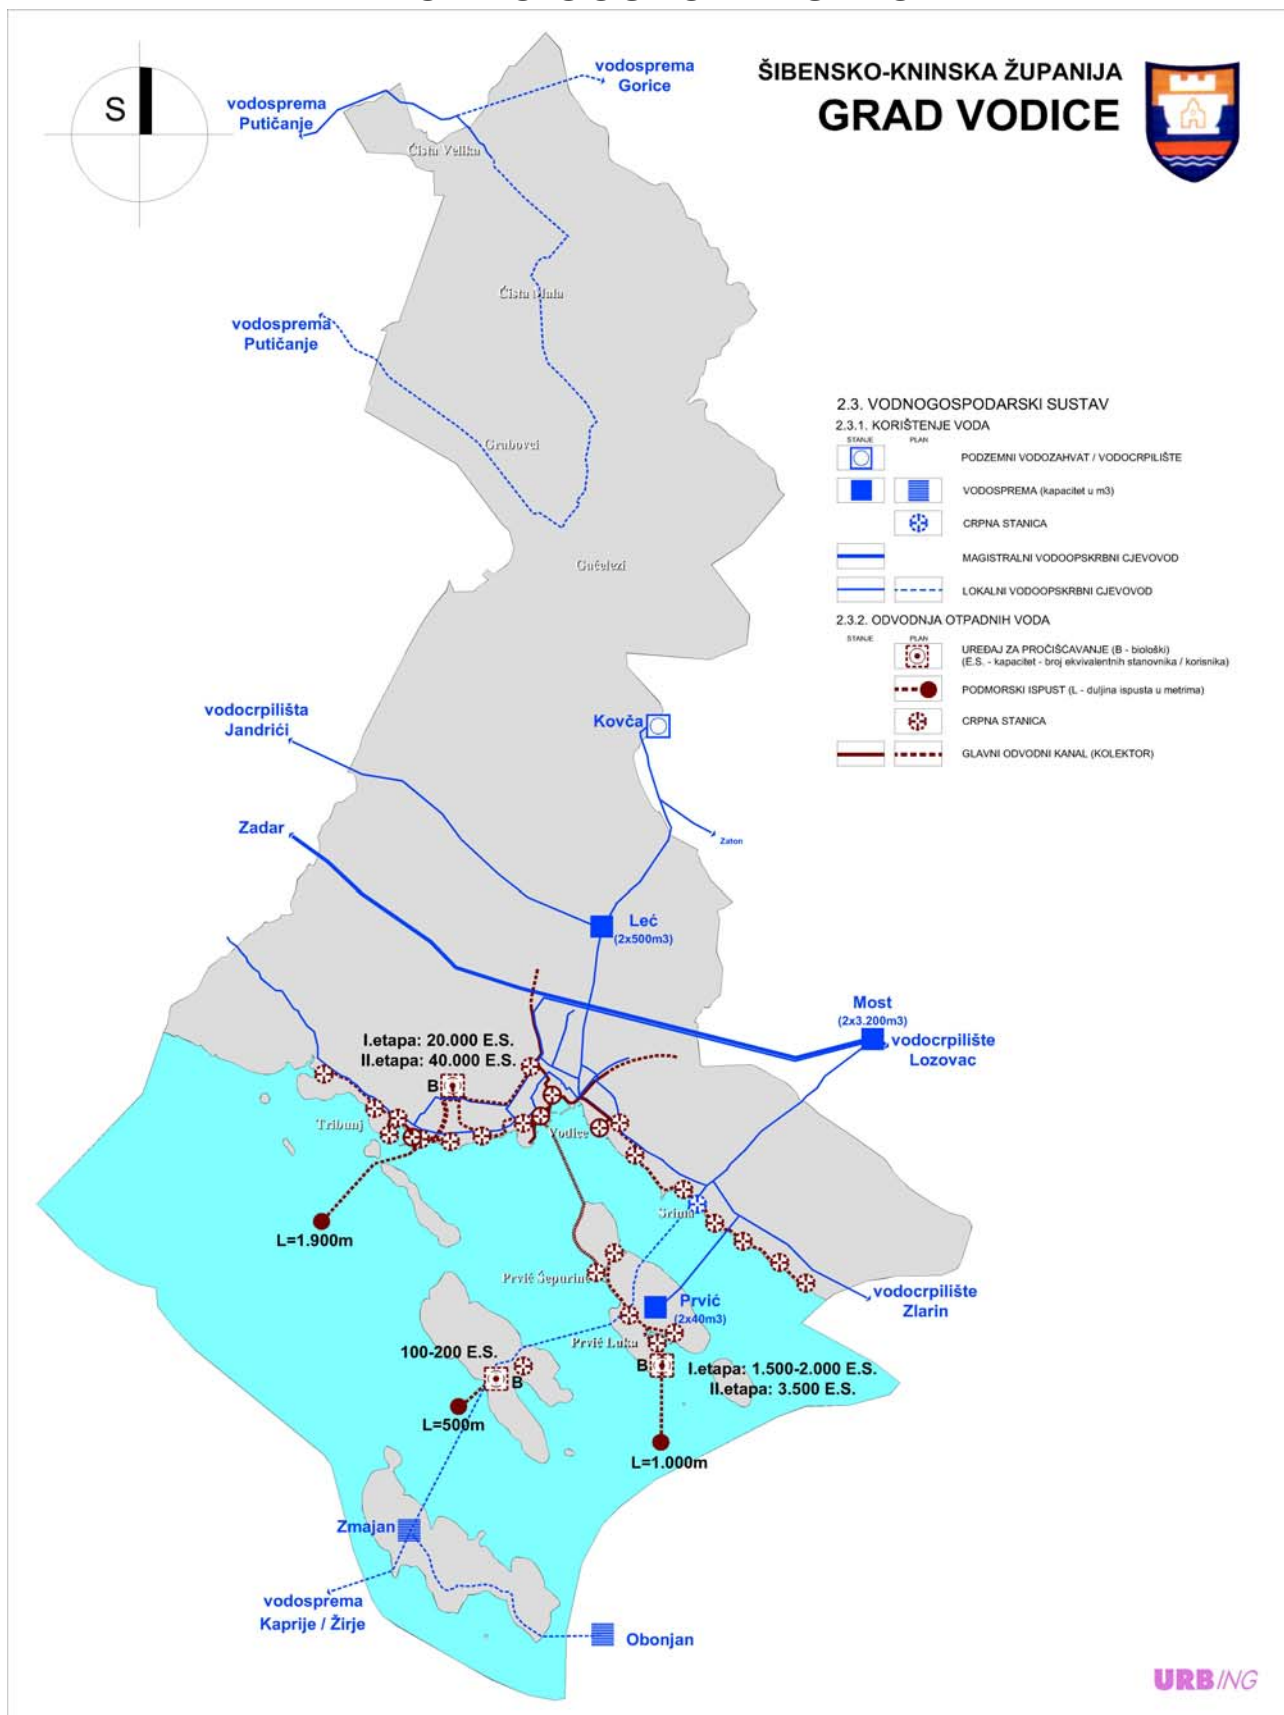 ŠIBENSKO-KNINSKA ŽUPANIJA
GRAD VODICE
S
vodosprema
Gorice
vodosprema
Putičanje
Čista Velika
Čista Mala
vodosprema
Putičanje
Grabovci
Gaćelezi
2.3. VODNOGOSPODARSKI SUSTAV
2.3.1. KORIŠTENJE VODA
STANJE PLAN
PODZEMNI VODOZAHVAT / VODOCRPILIŠTE
VODOSPREMA (kapacitet u m3)
CRPNA STANICA
MAGISTRALNI VODOOPSKRBNI CJEVOVOD
LOKALNI VODOOPSKRBNI CJEVOVOD
2.3.2. ODVODNJA OTPADNIH VODA
STANJE PLAN
UREĐAJ ZA PROČIŠĆAVANJE (B - biološki)
(E.S. - kapacitet - broj ekvivalentnih stanovnika / korisnika)
PODMORSKI ISPUST (L - duljina ispusta u metrima)
CRPNA STANICA
GLAVNI ODVODNI KANAL (KOLEKTOR)
vodocrpilišta
Jandrići
Kovča
Zadar
Zaton
Leć
(2x500m3)
Most
(2x3.200m3)
vodocrpilište
Lozovac
I.etapa: 20.000 E.S.
II.etapa: 40.000 E.S.
B
Tribunj
Vodice
Srima
L=1.900m
Prvić Šepurine
vodocrpilište
Zlarin
Prvić
(2x40m3)
Prvić Luka
100-200 E.S.
B
B
I.etapa: 1.500-2.000 E.S.
II.etapa: 3.500 E.S.
L=500m
L=1.000m
Zmajan
vodosprema
Kaprije / Žirje
Obonjan
URBING